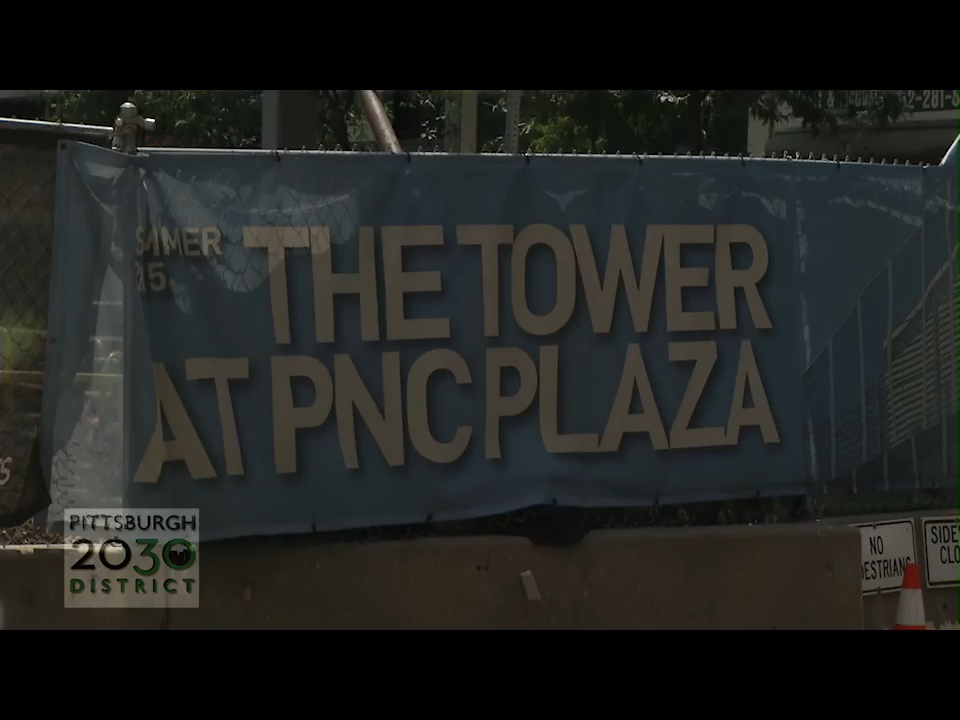 THE TOWER
AT PNC PLAZA
PITTSBURGH
2030
DISTRICT
NO